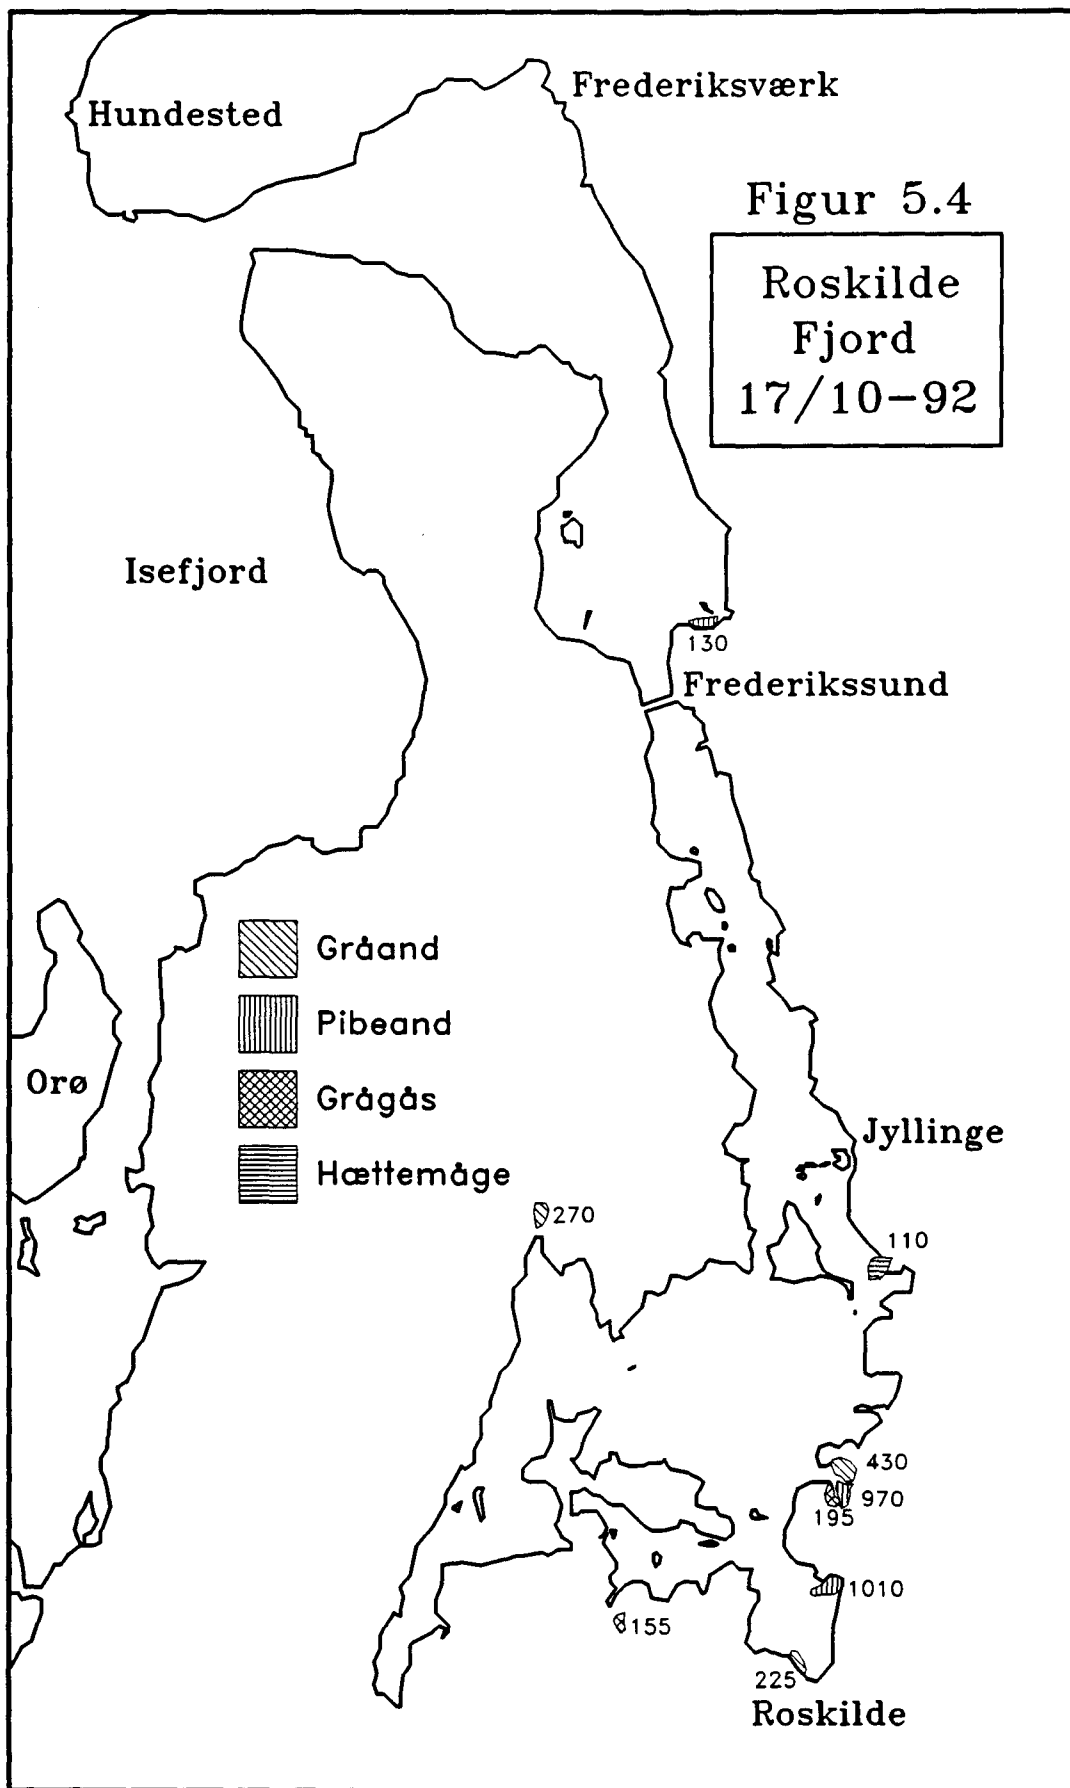 Frederiksværk
Hundested
Figur 5.4
Roskilde
Fjord
17/10-92
Isefjord
130
Frederikssund
Gråand
Pibeand
Orø
Grågås
Jyllinge
Hættemåge
270
110
430
970
195
1010
155
225
Roskilde